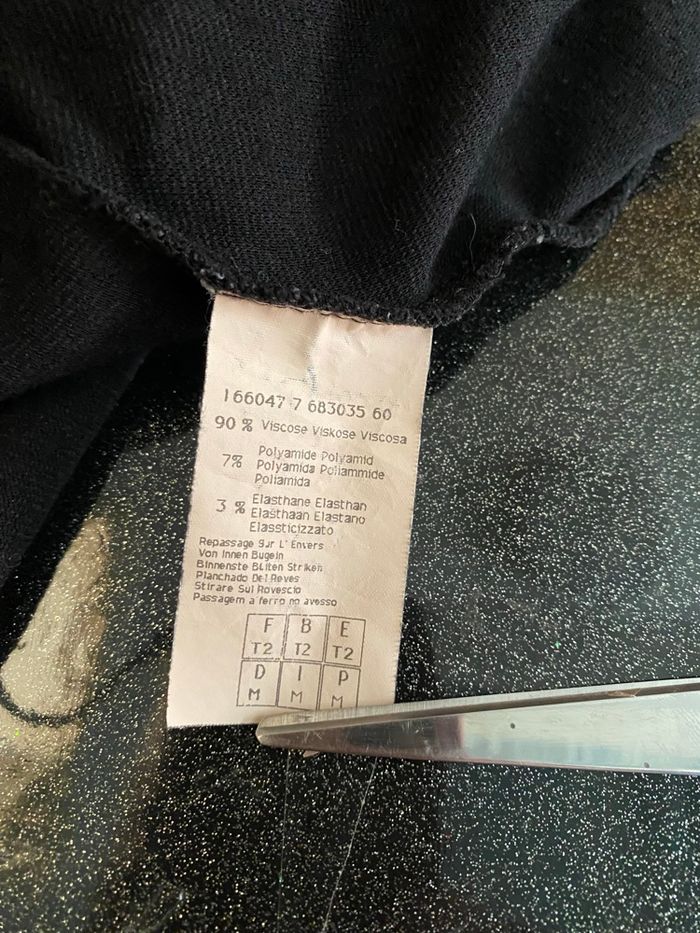 166047 7 683035 60
90 % Viscose Viskose Viscosa
Polyamide Polyamid
7% Polyamida Poliammide
Poliamida
Elasthane Elasthan
3 % Elasthaan Elastano
Elassticizzato
Repassage Sur L' Envers
Von Innen Bugeln
Binnenste Buiten Striken
Planchado Del Reves
Stirare Sul Rovescio
Passagem a ferro no avesso
F B E
T2 T2 T2
D I P
M M M